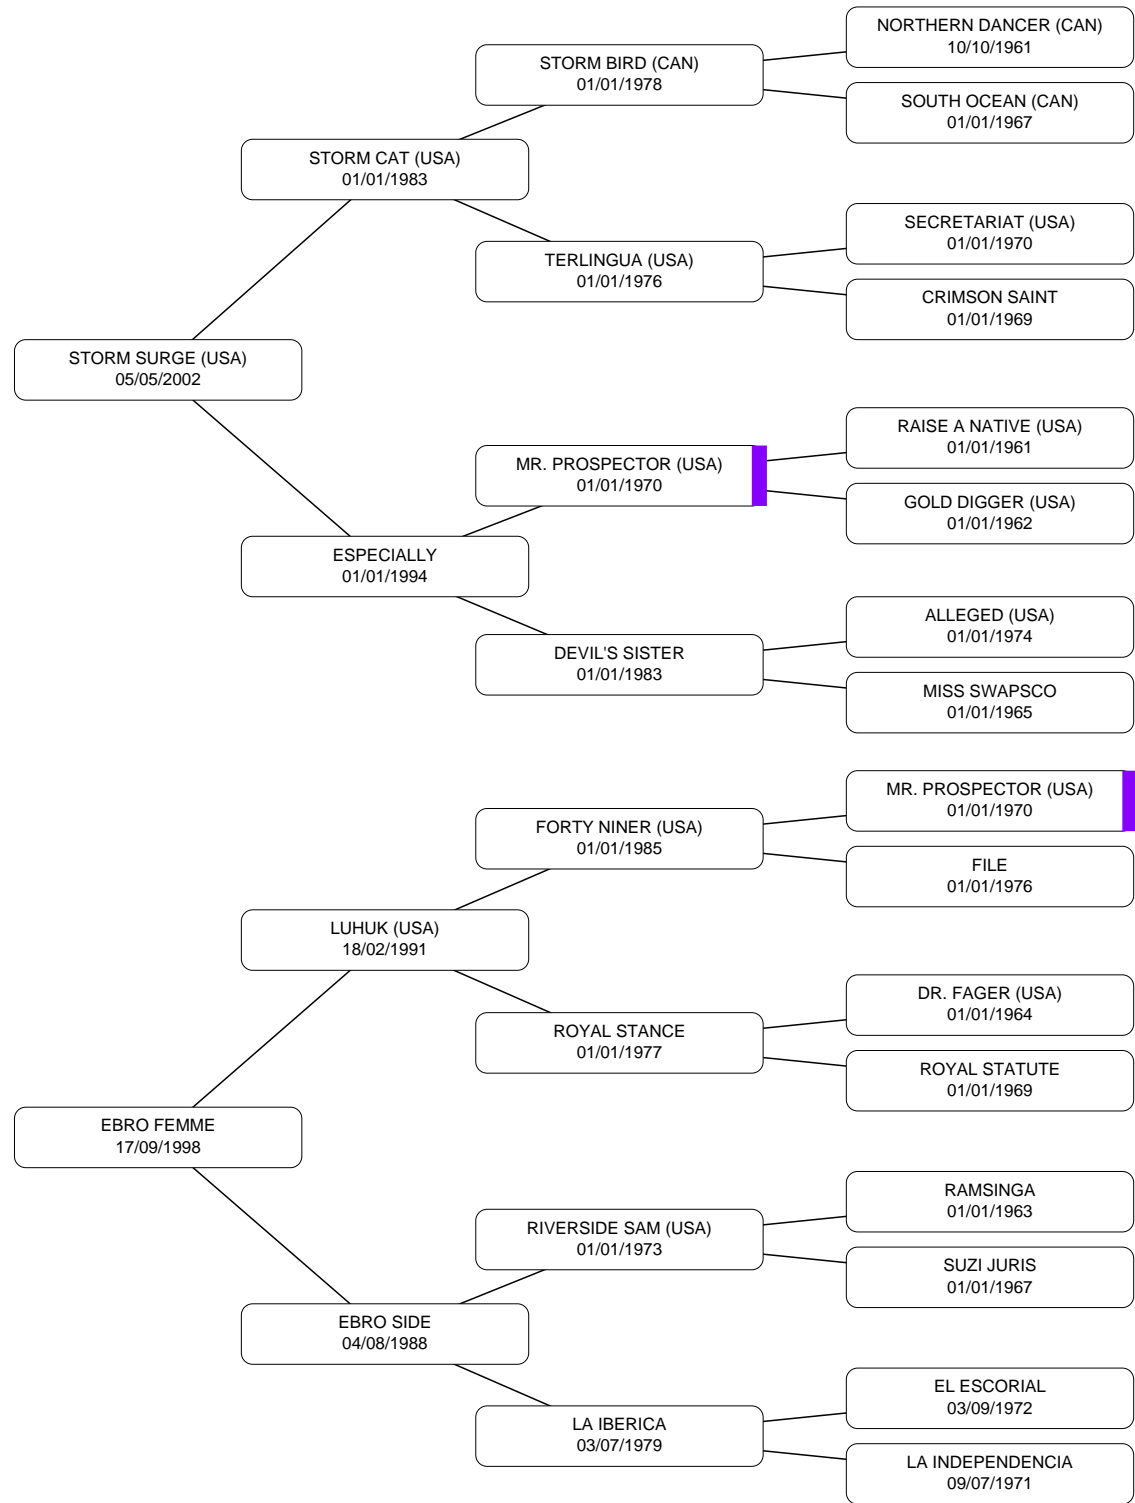 NORTHERN DANCER (CAN)
10/10/1961
STORM BIRD (CAN)
01/01/1978
SOUTH OCEAN (CAN)
01/01/1967
STORM CAT (USA)
01/01/1983
SECRETARIAT (USA)
01/01/1970
TERLINGUA (USA)
01/01/1976
CRIMSON SAINT
01/01/1969
STORM SURGE (USA)
05/05/2002
RAISE A NATIVE (USA)
01/01/1961
MR. PROSPECTOR (USA)
01/01/1970
GOLD DIGGER (USA)
01/01/1962
ESPECIALLY
01/01/1994
ALLEGED (USA)
01/01/1974
DEVIL'S SISTER
01/01/1983
MISS SWAPSCO
01/01/1965
MR. PROSPECTOR (USA)
01/01/1970
FORTY NINER (USA)
01/01/1985
FILE
01/01/1976
LUHUK (USA)
18/02/1991
DR. FAGER (USA)
01/01/1964
ROYAL STANCE
01/01/1977
ROYAL STATUTE
01/01/1969
EBRO FEMME
17/09/1998
RAMSINGA
01/01/1963
RIVERSIDE SAM (USA)
01/01/1973
SUZI JURIS
01/01/1967
EBRO SIDE
04/08/1988
EL ESCORIAL
03/09/1972
LA IBERICA
03/07/1979
LA INDEPENDENCIA
09/07/1971